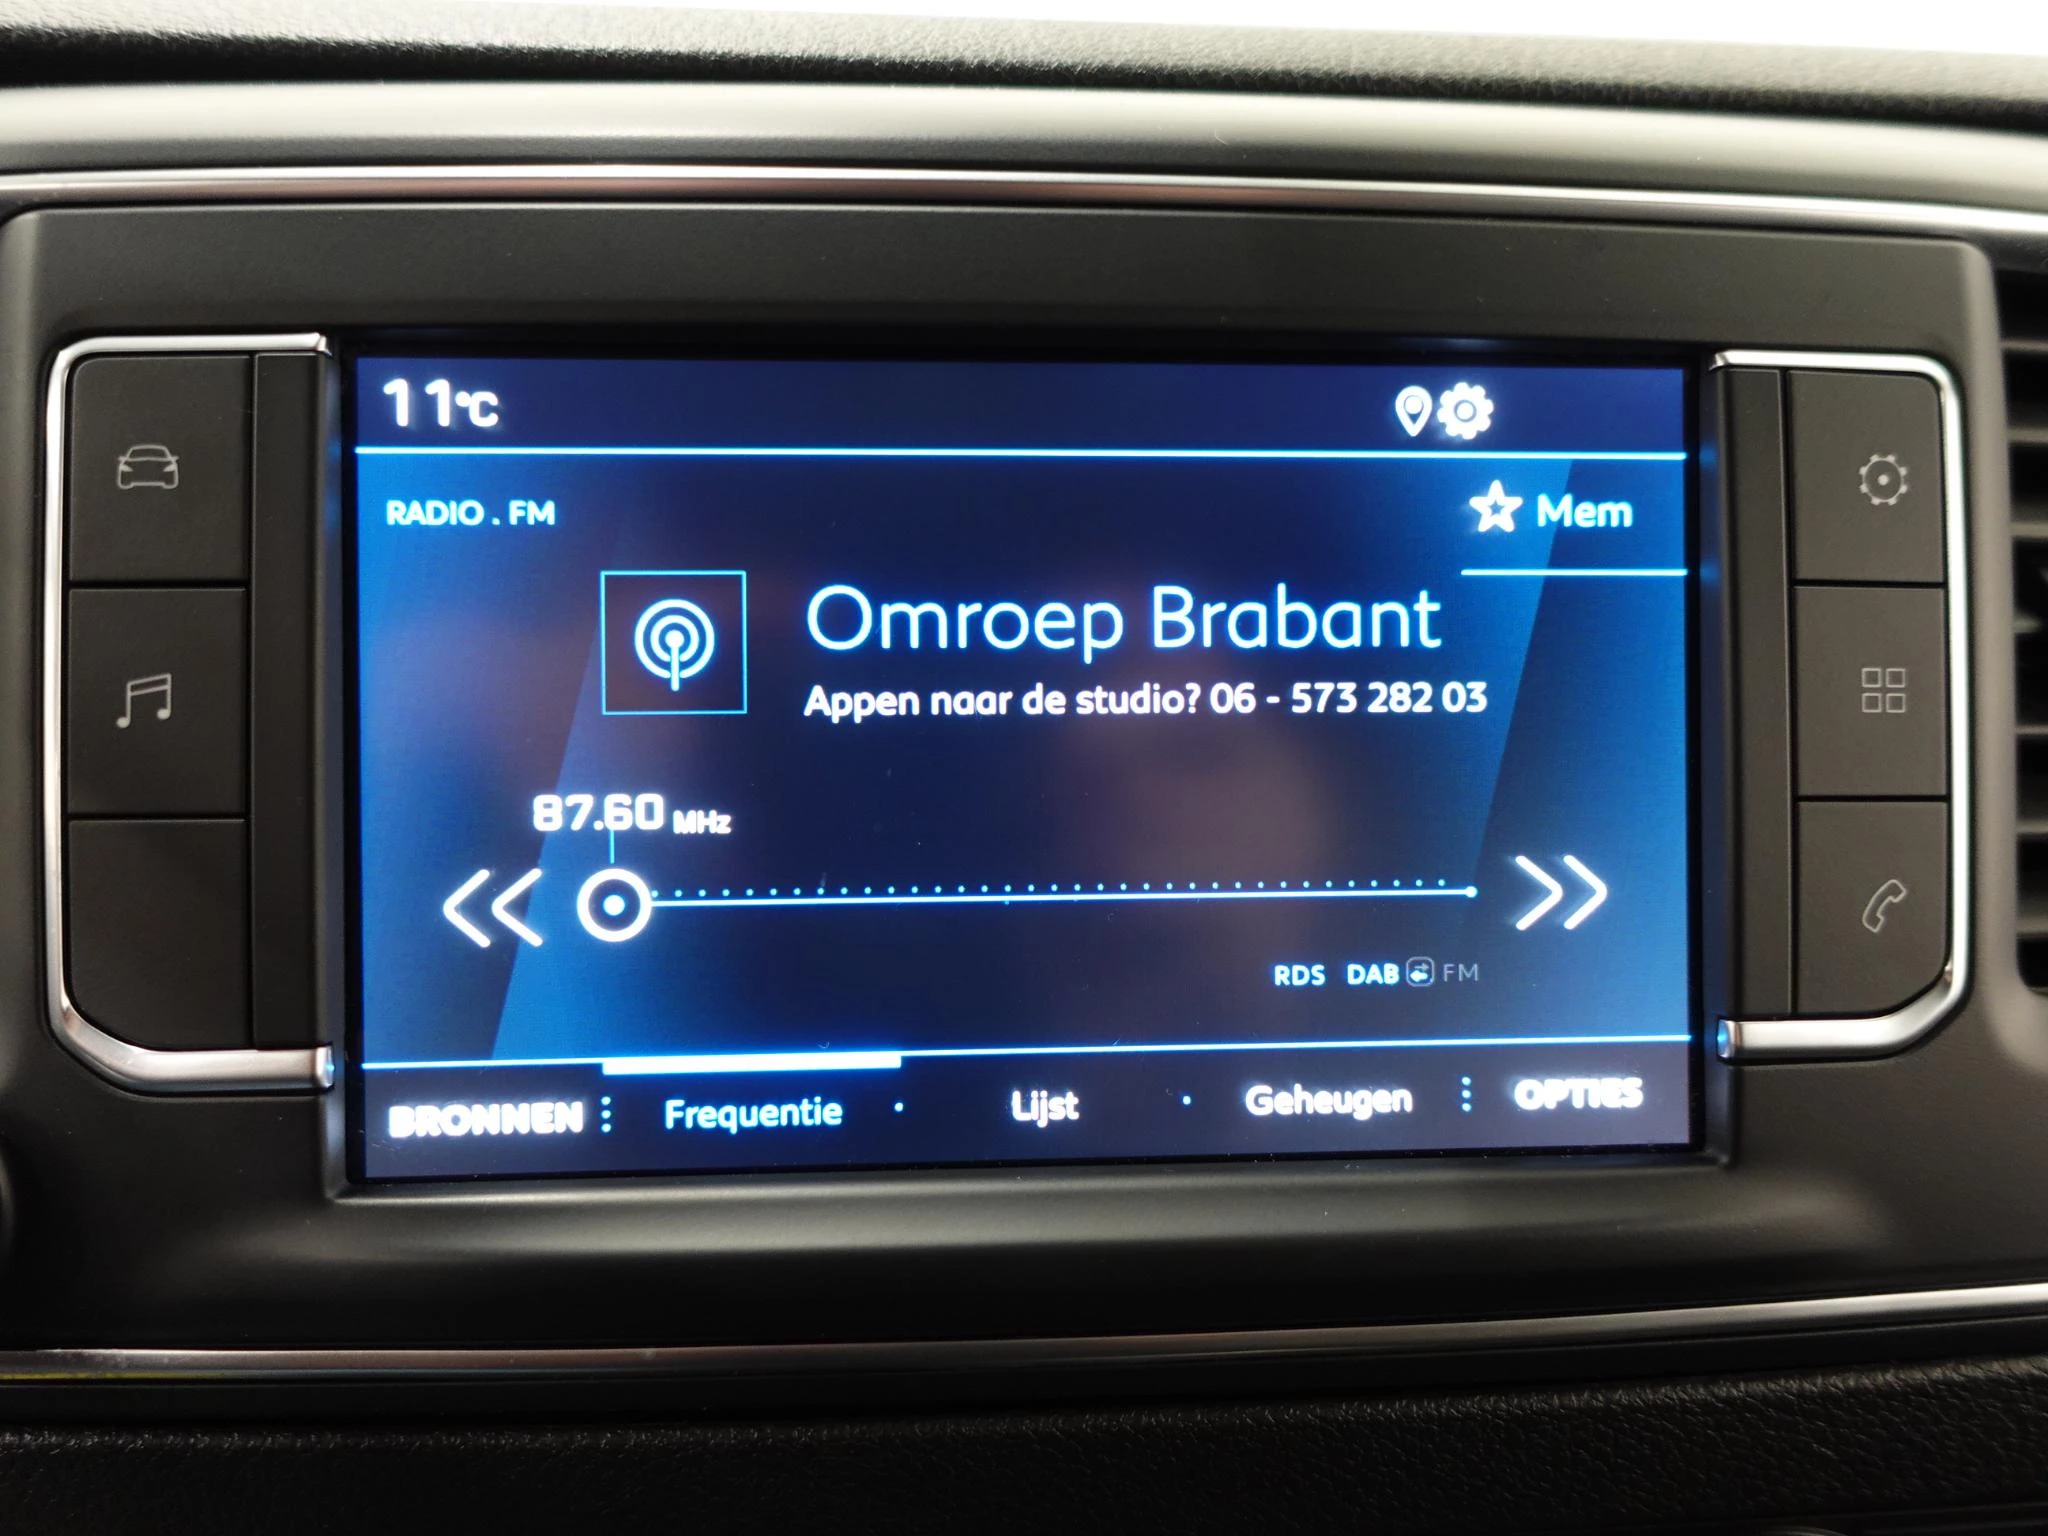 11°C
RADIO . FM
Mem
Omroep Brabant
Appen naar de studio? 06 - 573 282 03
87.60 MHz
RDS DAB FM
BRONNEN Frequentie Lijst Geheugen OPTIES